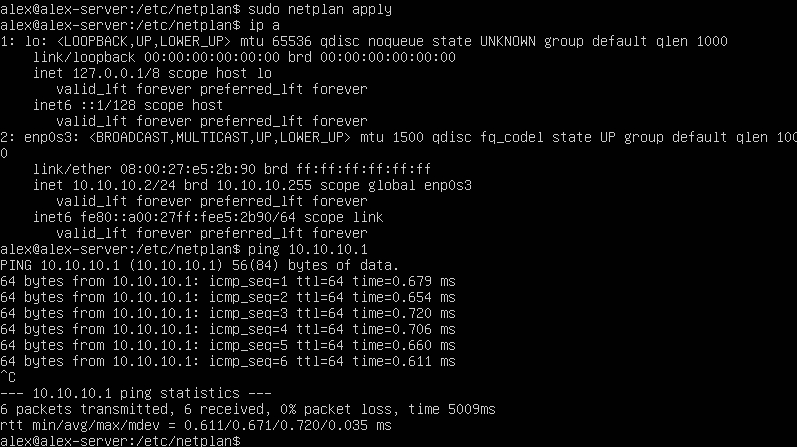 alex@alex-server:/etc/netplan$ sudo netplan apply
alex@alex-server:/etc/netplan$ ip a
1: lo: <LOOPBACK,UP,LOWER_UP> mtu 65536 qdisc noqueue state UNKNOWN group default qlen 1000
    link/loopback 00:00:00:00:00:00 brd 00:00:00:00:00:00
    inet 127.0.0.1/8 scope host lo
       valid_lft forever preferred_lft forever
    inet6 ::1/128 scope host
       valid_lft forever preferred_lft forever
2: enp0s3: <BROADCAST,MULTICAST,UP,LOWER_UP> mtu 1500 qdisc fq_codel state UP group default qlen 100
0
    link/ether 08:00:27:e5:2b:90 brd ff:ff:ff:ff:ff:ff
    inet 10.10.10.2/24 brd 10.10.10.255 scope global enp0s3
       valid_lft forever preferred_lft forever
    inet6 fe80::a00:27ff:fee5:2b90/64 scope link
       valid_lft forever preferred_lft forever
alex@alex-server:/etc/netplan$ ping 10.10.10.1
PING 10.10.10.1 (10.10.10.1) 56(84) bytes of data.
64 bytes from 10.10.10.1: icmp_seq=1 ttl=64 time=0.679 ms
64 bytes from 10.10.10.1: icmp_seq=2 ttl=64 time=0.654 ms
64 bytes from 10.10.10.1: icmp_seq=3 ttl=64 time=0.720 ms
64 bytes from 10.10.10.1: icmp_seq=4 ttl=64 time=0.706 ms
64 bytes from 10.10.10.1: icmp_seq=5 ttl=64 time=0.660 ms
64 bytes from 10.10.10.1: icmp_seq=6 ttl=64 time=0.611 ms
^C
--- 10.10.10.1 ping statistics ---
6 packets transmitted, 6 received, 0% packet loss, time 5009ms
rtt min/avg/max/mdev = 0.611/0.671/0.720/0.035 ms
alex@alex-server:/etc/netplan$